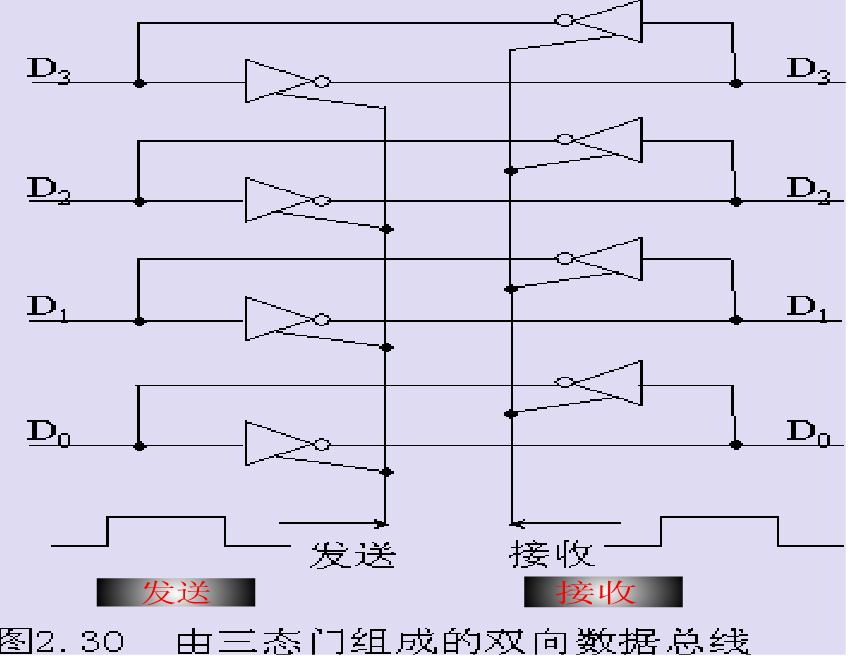 D3 D3
D2 D2
D1 D1
D0 D0
发送 接收
发送 接收
图2.30 由三态门组成的双向数据总线